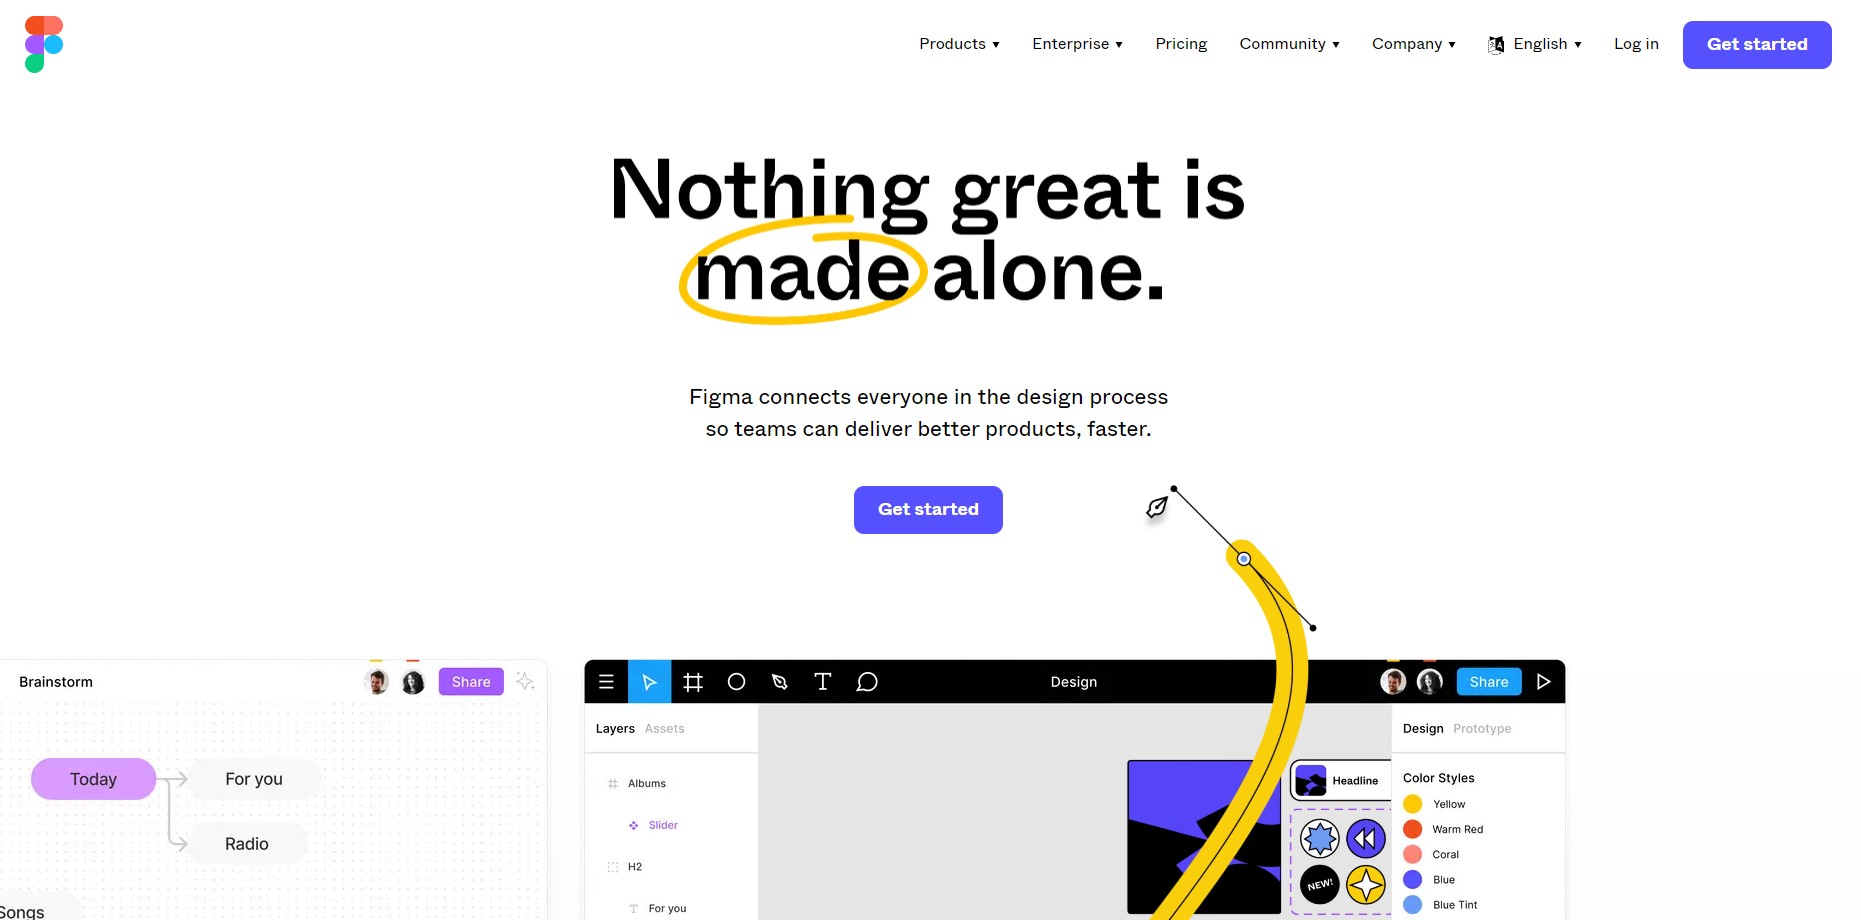 Products
Enterprise
Pricing
Community
Company
English
Log in
Get started
Nothing great is
made alone.
Figma connects everyone in the design process
so teams can deliver better products, faster.
Get started
Brainstorm
Share
Today
For you
Radio
Songs
Design
Share
Layers Assets
Albums
Slider
H2
For you
Headline
NEW!
Design Prototype
Color Styles
Yellow
Warm Red
Coral
Blue
Blue Tint